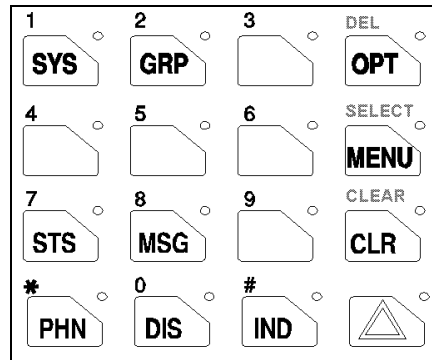 1 2 3 DEL
SYS GRP OPT
4 5 6 SELECT
MENU
7 8 9 CLEAR
STS MSG CLR
* 0 #
PHN DIS IND